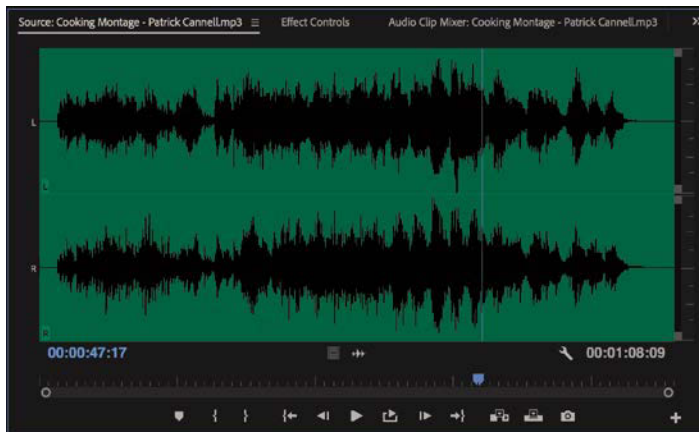 Source: Cooking Montage - Patrick Cannell.mp3 Effect Controls Audio Clip Mixer: Cooking Montage - Patrick Cannell.mp3
L
L
R
R
00:00:47:17 00:01:08:09